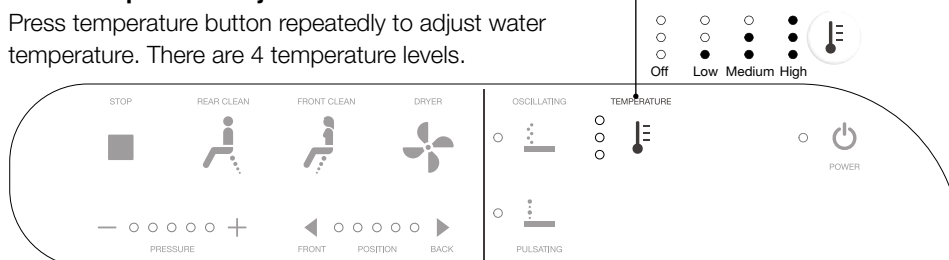 Press temperature button repeatedly to adjust water
temperature. There are 4 temperature levels.
Off Low Medium High
STOP REAR CLEAN FRONT CLEAN DRYER OSCILLATING TEMPERATURE
POWER
PRESSURE FRONT POSITION BACK PULSATING